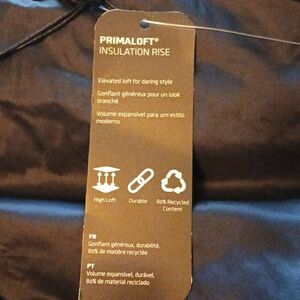 PRIMALOFT®
INSULATION RISE
Elevated loft for daring style
Gonflant généreux pour un look
branché
Volume expansível para um estilo
moderno
High Loft
Durable
80% Recycled
Content
FR
Gonflant généreux, durabilité,
80% de matière recyclée
PT
Volume expansível, durável,
80% de material reciclado